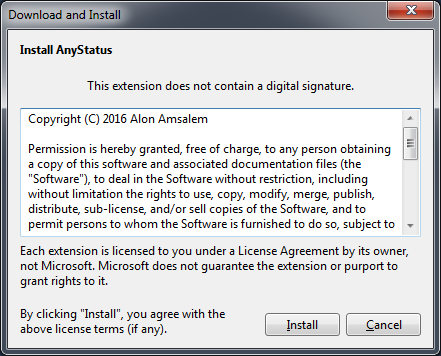 Download and Install
Install AnyStatus
This extension does not contain a digital signature.
Copyright (C) 2016 Alon Amsalem
Permission is hereby granted, free of charge, to any person obtaining
a copy of this software and associated documentation files (the
"Software"), to deal in the Software without restriction, including
without limitation the rights to use, copy, modify, merge, publish,
distribute, sub-license, and/or sell copies of the Software, and to
permit persons to whom the Software is furnished to do so, subject to
Each extension is licensed to you under a License Agreement by its owner,
not Microsoft. Microsoft does not guarantee the extension or purport to
grant rights to it.
By clicking "Install", you agree with the
above license terms (if any).
Install
Cancel